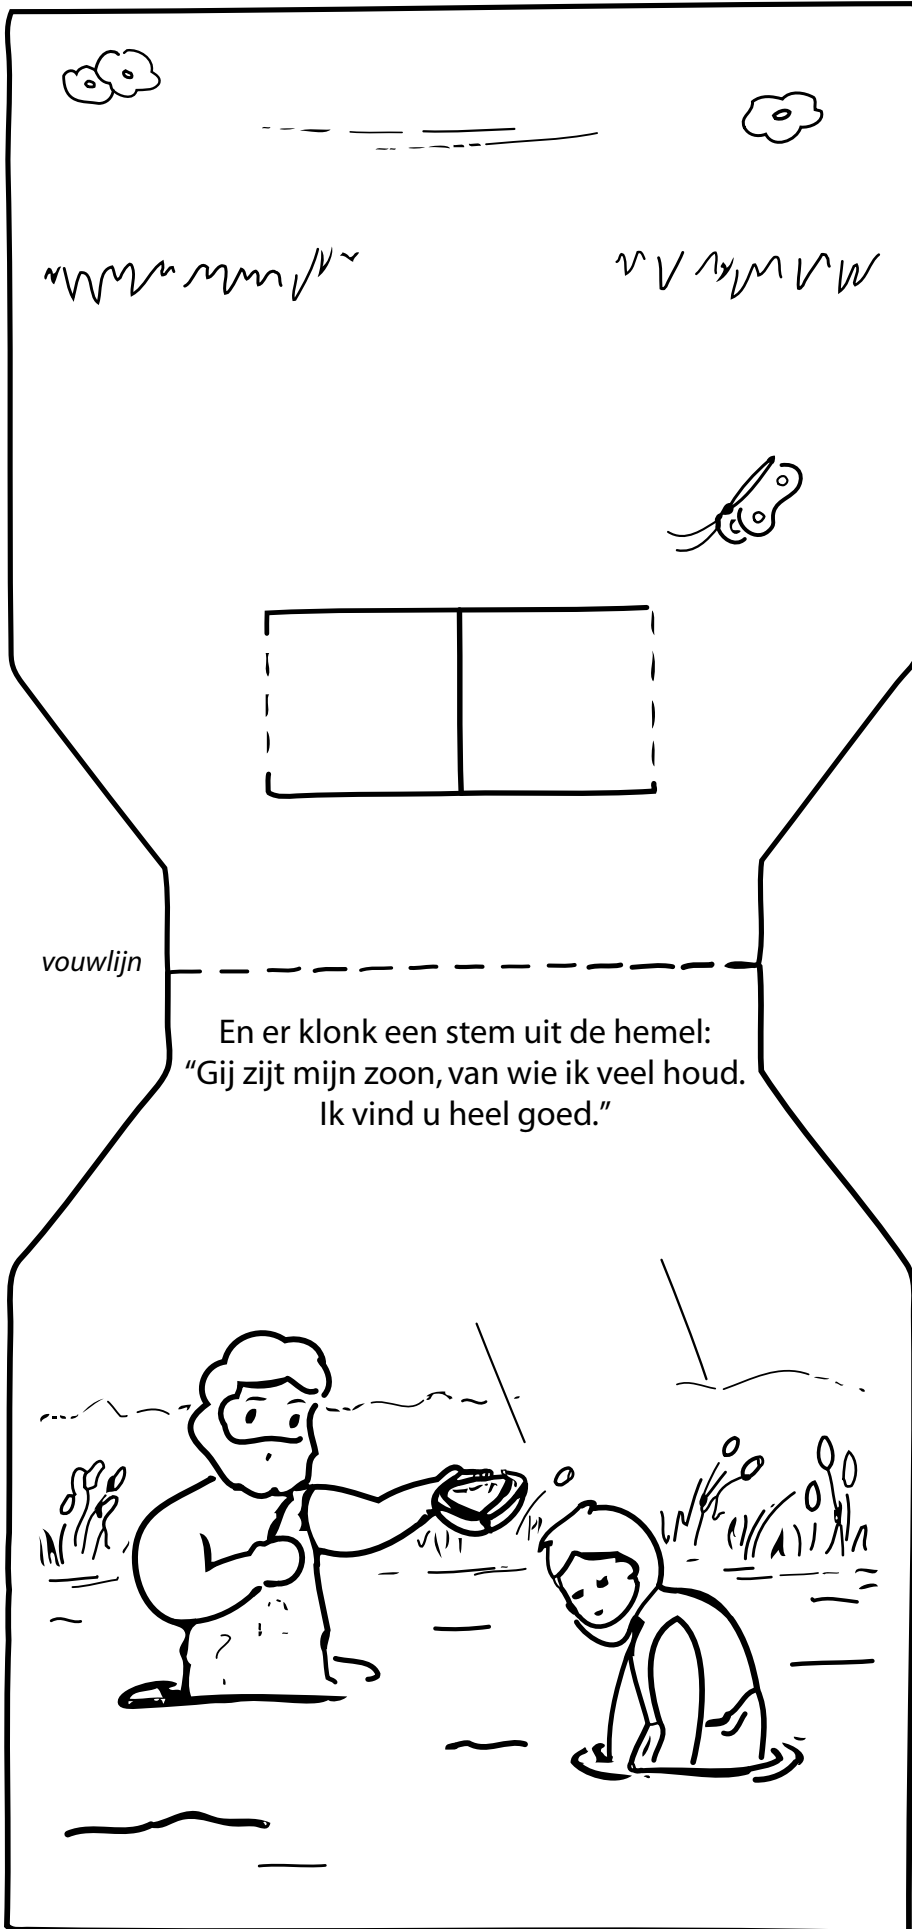 vouwlijn
En er klonk een stem uit de hemel:
“Gij zijt mijn zoon, van wie ik veel houd.
Ik vind u heel goed.”